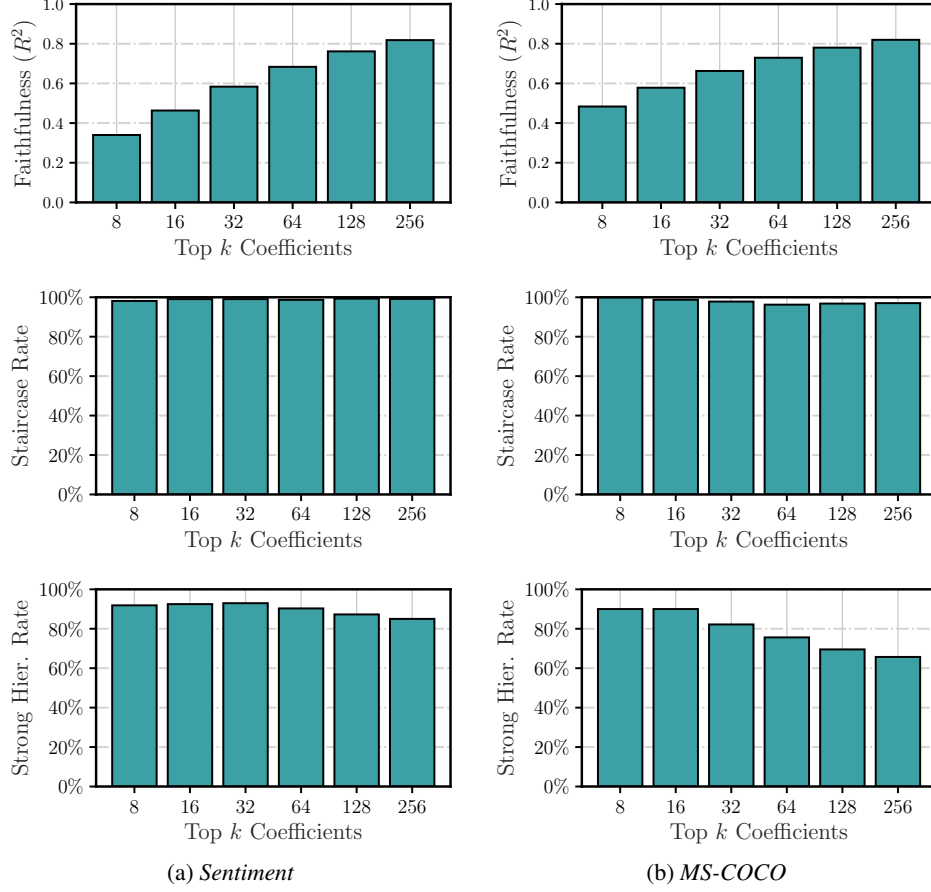 1.0
0.8
0.6
0.4
0.2
0.0
Faithfulness (R²)
8 16 32 64 128 256
Top k Coefficients
1.0
0.8
0.6
0.4
0.2
0.0
Faithfulness (R²)
8 16 32 64 128 256
Top k Coefficients
100%
80%
60%
40%
20%
0%
Staircase Rate
8 16 32 64 128 256
Top k Coefficients
100%
80%
60%
40%
20%
0%
Staircase Rate
8 16 32 64 128 256
Top k Coefficients
100%
80%
60%
40%
20%
0%
Strong Hier. Rate
8 16 32 64 128 256
Top k Coefficients
100%
80%
60%
40%
20%
0%
Strong Hier. Rate
8 16 32 64 128 256
Top k Coefficients
(a) Sentiment
(b) MS-COCO